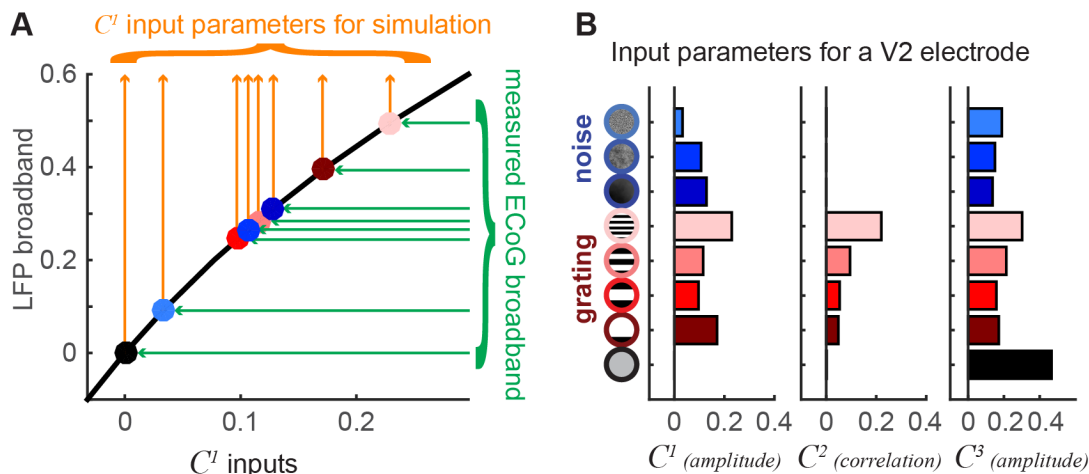 A
C¹ input parameters for simulation
0.6
0.4
0.2
0
LFP broadband
measured ECoG broadband
0
0.1
0.2
C¹ inputs
B
Input parameters for a V2 electrode
noise
grating
0
0.2
0.4
0
0.2
0.4
0
0.2
0.4
C¹ (amplitude)
C² (correlation)
C³ (amplitude)